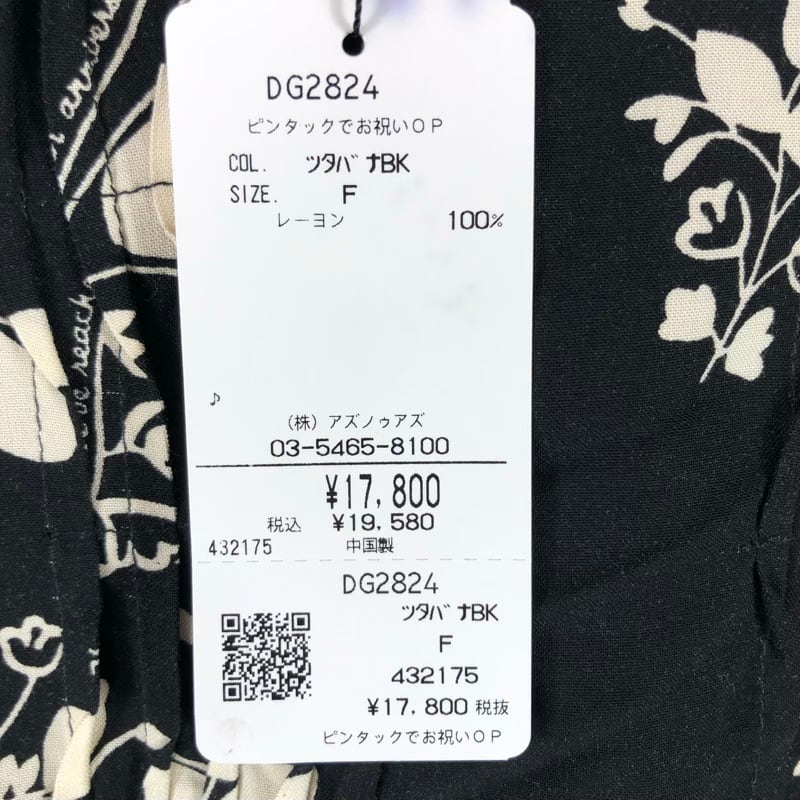 DG2824
ピンタックでお祝いOP
COL. ツタバナBK
SIZE. F
レーヨン 100%
♪
(株) アズノゥアズ
03-5465-8100
¥17,800
税込 ¥19,580
432175 中国製
DG2824
ツタバナBK
F
432175
¥17,800 税抜
ピンタックでお祝いOP